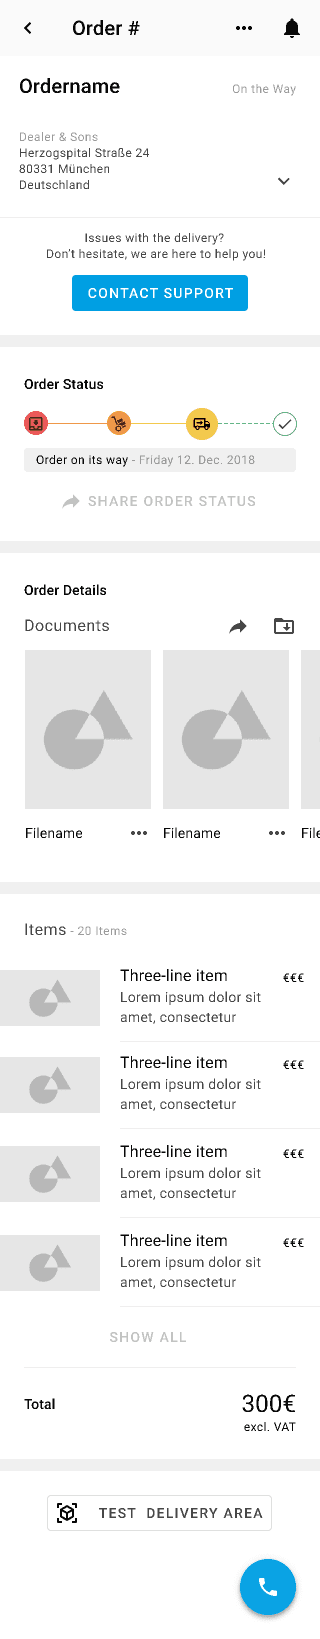 Order #
Ordername
On the Way
Dealer & Sons
Herzogspital Straße 24
80331 München
Deutschland
Issues with the delivery?
Don't hesitate, we are here to help you!
CONTACT SUPPORT
Order Status
Order on its way - Friday 12. Dec. 2018
SHARE ORDER STATUS
Order Details
Documents
Filename
Filename
File
Items - 20 Items
Three-line item
€€€
Lorem ipsum dolor sit
amet, consectetur
Three-line item
€€€
Lorem ipsum dolor sit
amet, consectetur
Three-line item
€€€
Lorem ipsum dolor sit
amet, consectetur
Three-line item
€€€
Lorem ipsum dolor sit
amet, consectetur
SHOW ALL
Total
300€
excl. VAT
TEST DELIVERY AREA